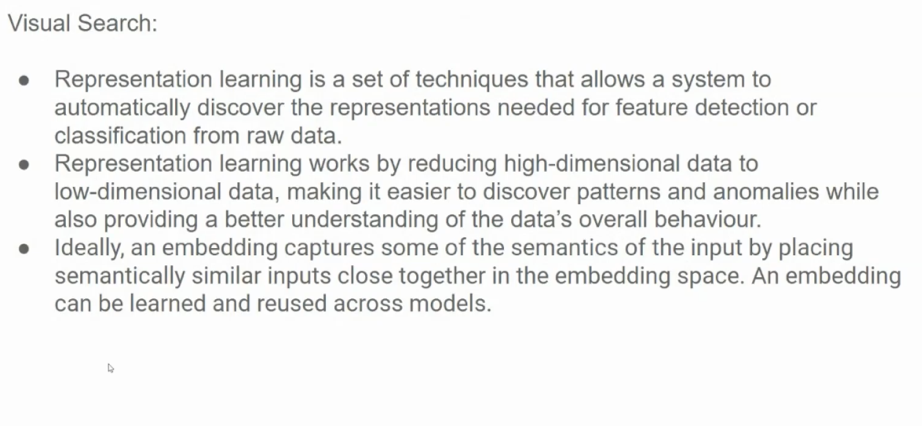 Visual Search:
● Representation learning is a set of techniques that allows a system to
automatically discover the representations needed for feature detection or
classification from raw data.
● Representation learning works by reducing high-dimensional data to
low-dimensional data, making it easier to discover patterns and anomalies while
also providing a better understanding of the data’s overall behaviour.
● Ideally, an embedding captures some of the semantics of the input by placing
semantically similar inputs close together in the embedding space. An embedding
can be learned and reused across models.